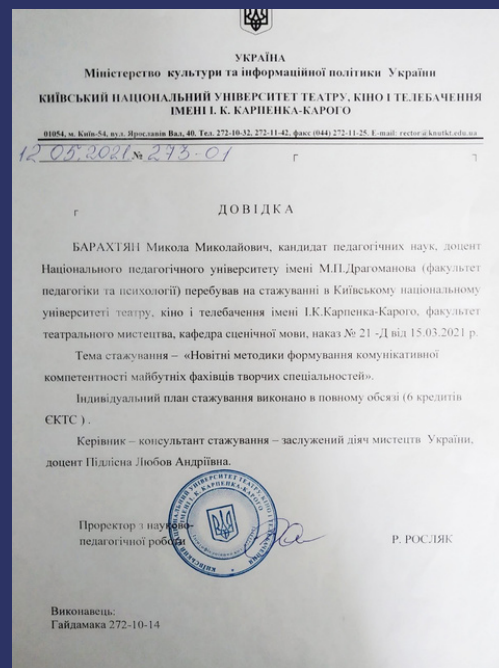 УКРАЇНА
Міністерство культури та інформаційної політики України
КИЇВСЬКИЙ НАЦІОНАЛЬНИЙ УНІВЕРСИТЕТ ТЕАТРУ, КІНО І ТЕЛЕБАЧЕННЯ
ІМЕНІ І. К. КАРПЕНКА-КАРОГО
01054, м. Київ-54, вул. Ярославів Вал, 40. Тел. 272-10-32, 272-11-42, факс (044) 272-11-25. E-mail: rector@knutkt.edu.ua
12.05.2021 № 273-01
ДОВІДКА
БАРАХТЯН Микола Миколайович, кандидат педагогічних наук, доцент
Національного педагогічного університету імені М.П.Драгоманова (факультет
педагогіки та психології) перебував на стажуванні в Київському національному
університеті театру, кіно і телебачення імені І.К.Карпенка-Карого, факультет
театрального мистецтва, кафедра сценічної мови, наказ № 21 -Д від 15.03.2021 р.
Тема стажування – «Новітні методики формування комунікативної
компетентності майбутніх фахівців творчих спеціальностей».
Індивідуальний план стажування виконано в повному обсязі (6 кредитів
ЄКТС ) .
Керівник – консультант стажування – заслужений діяч мистецтв України,
доцент Підлісна Любов Андріївна.
Проректор з науково-
педагогічної роботи Р. РОСЛЯК
Виконавець:
Гайдамака 272-10-14